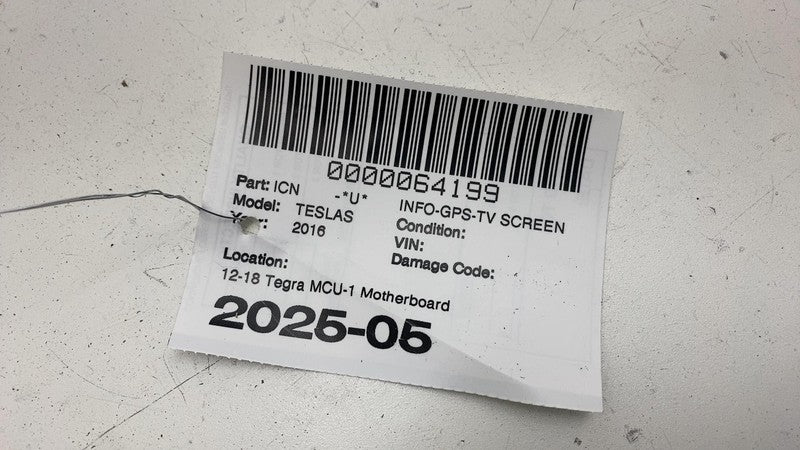 0000064199
Part: ICN -*U* INFO-GPS-TV SCREEN
Model: TESLAS Condition:
Year: 2016 VIN:
Damage Code:
Location:
12-18 Tegra MCU-1 Motherboard
2025-05